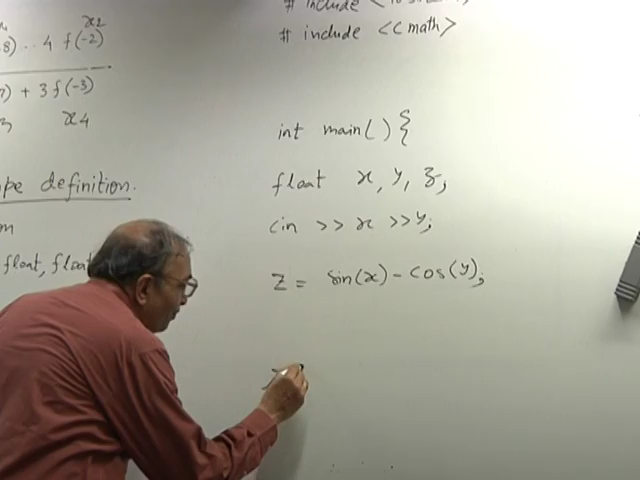 x2
8) .. 4 f(-2)
) + 3 f(-3)
x4
pe definition.
float, float
# include <
# include <cmath>
int main() {
float x, y, z;
cin >> x >> y;
z = sin(x) - cos(y);